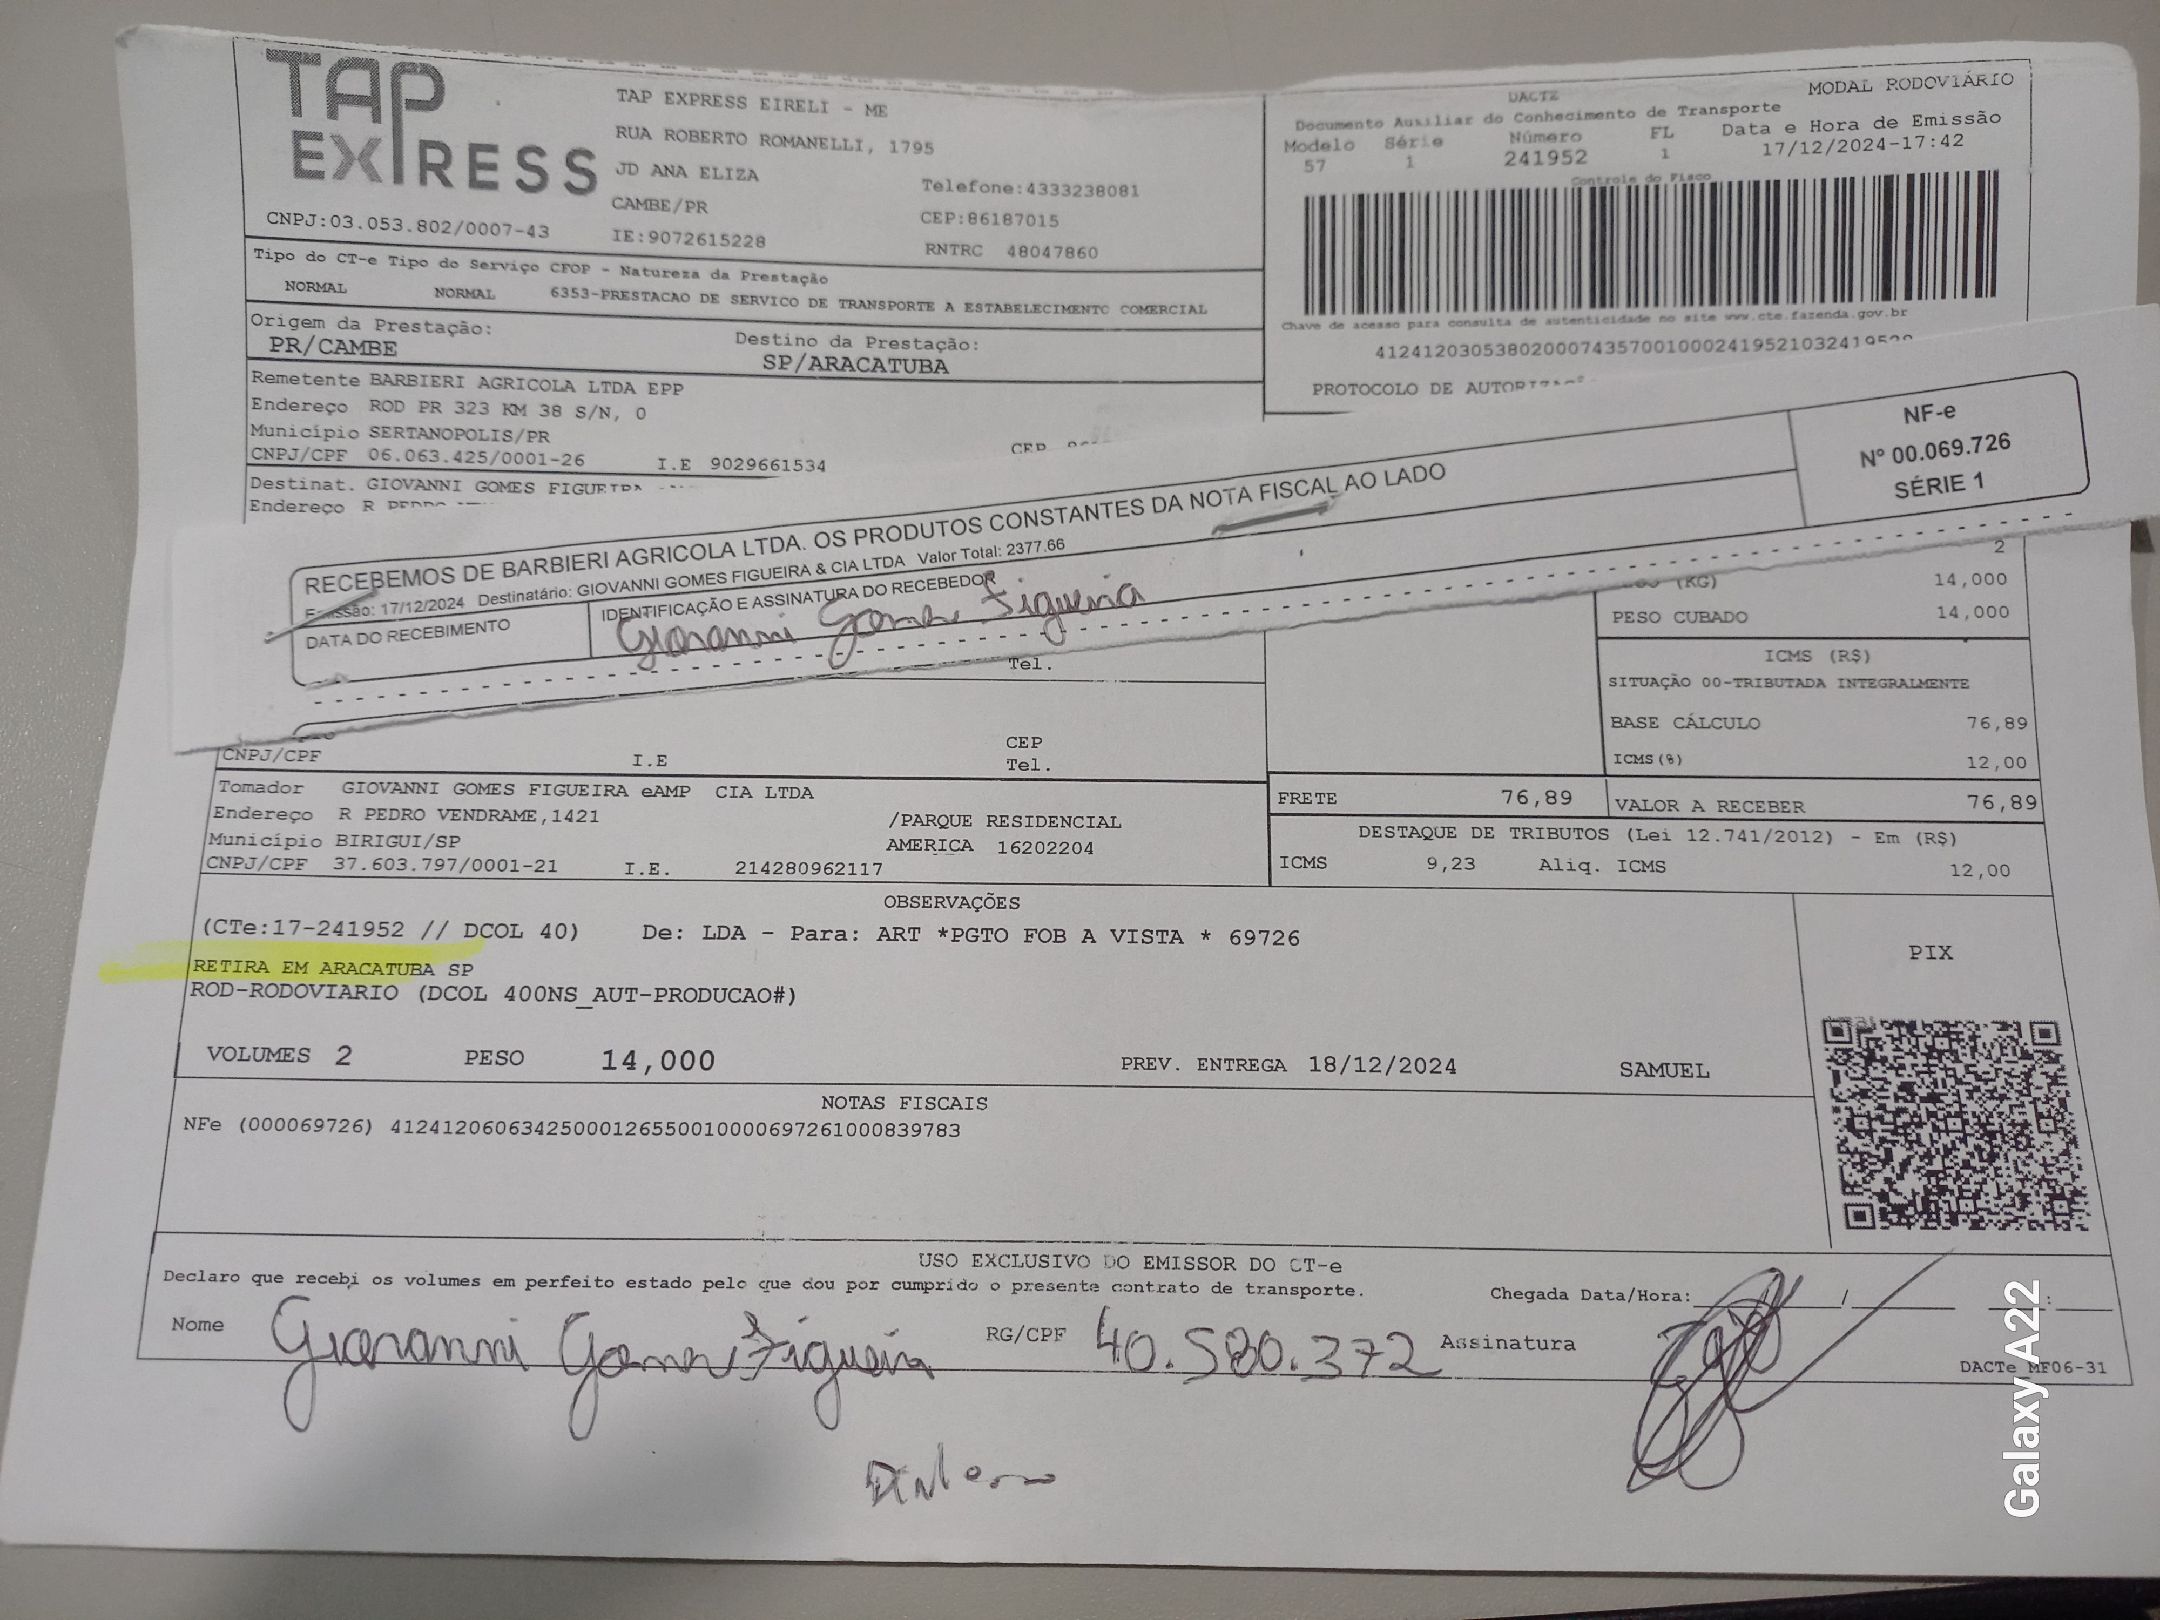 TAP EXPRESS
TAP EXPRESS EIRELI - ME
RUA ROBERTO ROMANELLI, 1795
JD ANA ELIZA
Telefone:4333238081
CAMBE/PR
CEP:86187015
CNPJ:03.053.802/0007-43
IE:9072615228
RNTRC 48047860
MODAL RODOVIÁRIO
DACTE
Documento Auxiliar do Conhecimento de Transporte
Modelo Série Número FL Data e Hora de Emissão
57 1 241952 1 17/12/2024-17:42
Controle do Fisco
Chave de acesso para consulta de autenticidade no site www.cte.fazenda.gov.br
PROTOCOLO DE
Tipo do CT-e Tipo do Serviço CFOP - Natureza da Prestação
NORMAL NORMAL 6353-PRESTACAO DE SERVICO DE TRANSPORTE A ESTABELECIMENTO COMERCIAL
Origem da Prestação: Destino da Prestação:
PR/CAMBE SP/ARACATUBA
Remetente BARBIERI AGRICOLA LTDA EPP
Endereço ROD PR 323 KM 38 S/N, 0
Município SERTANOPOLIS/PR
CEP
CNPJ/CPF 06.063.425/0001-26 I.E 9029661534
Destinat. GIOVANNI GOMES FIGUEIRA
Endereço R PEDRO
RECEBEMOS DE BARBIERI AGRICOLA LTDA. OS PRODUTOS CONSTANTES DA NOTA FISCAL AO LADO
Emissão: 17/12/2024 Destinatário: GIOVANNI GOMES FIGUEIRA & CIA LTDA Valor Total: 2377.66
DATA DO RECEBIMENTO
IDENTIFICAÇÃO E ASSINATURA DO RECEBEDOR
Giovanni Gomes Figueira
NF-e
Nº 00.069.726
SÉRIE 1
2
(KG) 14,000
PESO CUBADO 14,000
ICMS (R$)
SITUAÇÃO 00-TRIBUTADA INTEGRALMENTE
BASE CÁLCULO 76,89
ICMS(%) 12,00
Tel.
CEP
CNPJ/CPF I.E Tel.
Tomador GIOVANNI GOMES FIGUEIRA eAMP CIA LTDA
Endereço R PEDRO VENDRAME,1421 /PARQUE RESIDENCIAL
Município BIRIGUI/SP AMERICA 16202204
CNPJ/CPF 37.603.797/0001-21 I.E. 214280962117
FRETE 76,89 VALOR A RECEBER 76,89
DESTAQUE DE TRIBUTOS (Lei 12.741/2012) - Em (R$)
ICMS 9,23 Aliq. ICMS 12,00
OBSERVAÇÕES
(CTe:17-241952 // DCOL 40) De: LDA - Para: ART *PGTO FOB A VISTA * 69726
RETIRA EM ARACATUBA SP
ROD-RODOVIARIO (DCOL 400NS_AUT-PRODUCAO#)
PIX
VOLUMES 2 PESO 14,000 PREV. ENTREGA 18/12/2024 SAMUEL
NOTAS FISCAIS
NFe (000069726) 41241206063425000126550010000697261000839783
USO EXCLUSIVO DO EMISSOR DO CT-e
Declaro que recebi os volumes em perfeito estado pelo que dou por cumprido o presente contrato de transporte.
Chegada Data/Hora: / / :
Nome Giovanni Gomes Figueira RG/CPF 40.580.372 Assinatura
DACTe MF06-31
Galaxy A22